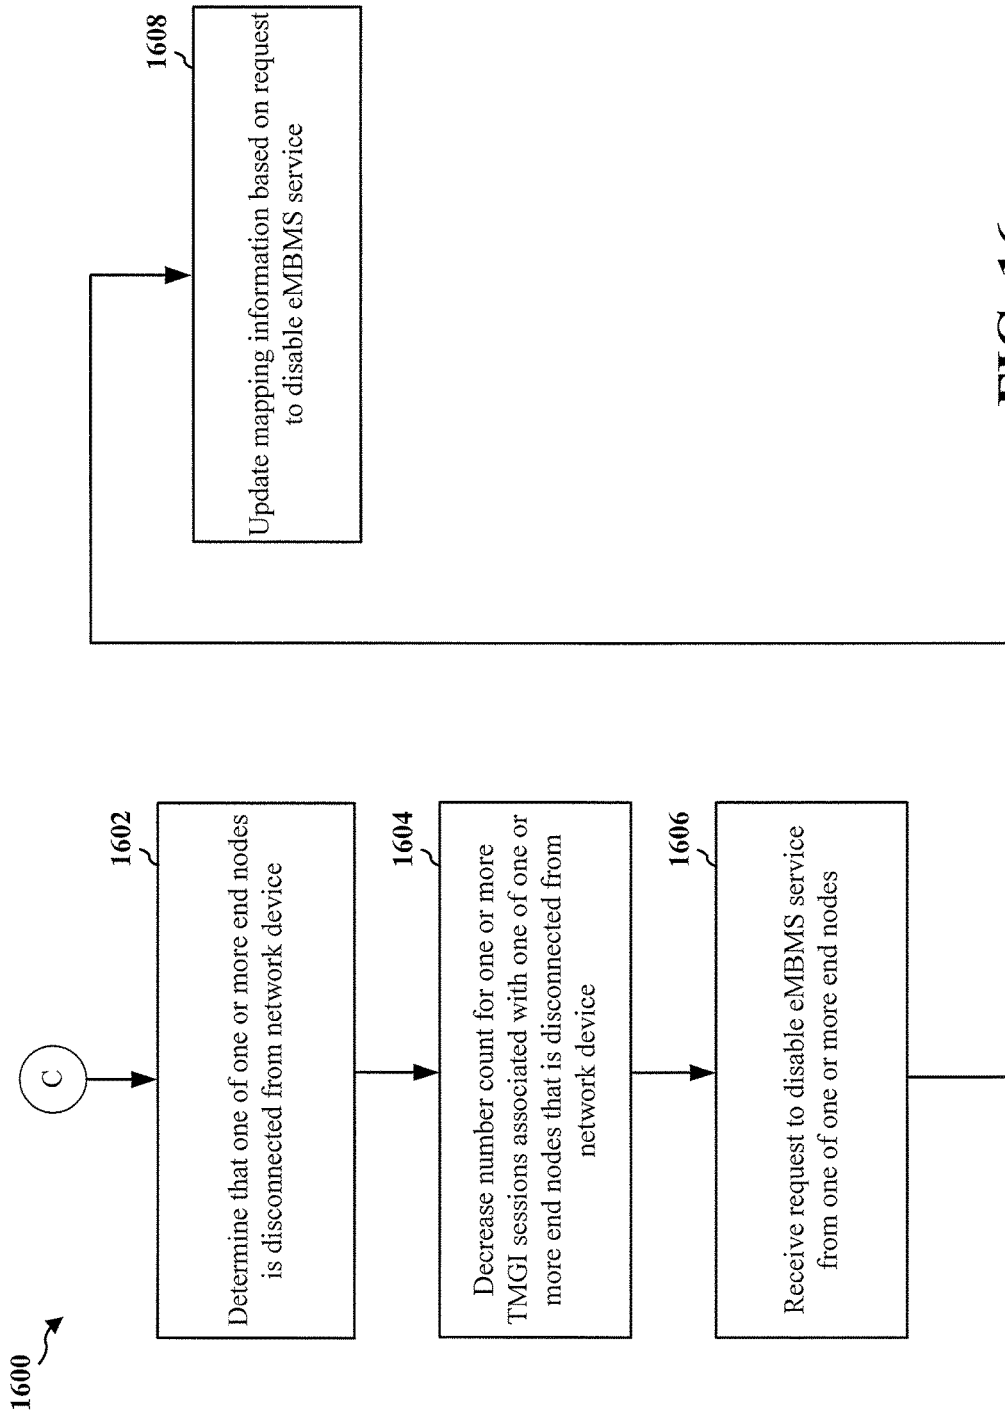 1600
C
1602
Determine that one of one or more end nodes
is disconnected from network device
1604
Decrease number count for one or more
TMGI sessions associated with one of one or
more end nodes that is disconnected from
network device
1606
Receive request to disable eMBMS service
from one of one or more end nodes
1608
Update mapping information based on request
to disable eMBMS service
FIG. 16